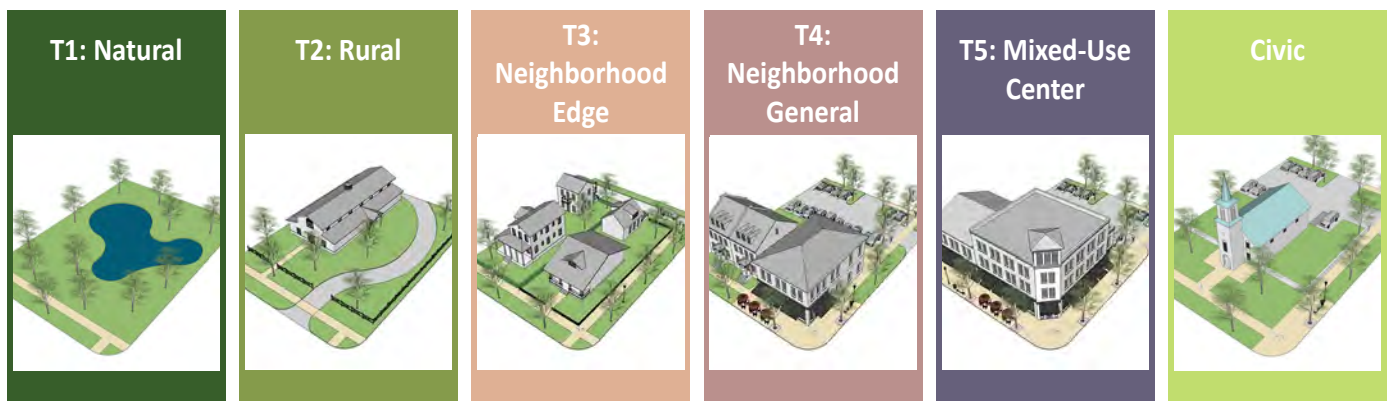 T1: Natural
T2: Rural
T3:
Neighborhood
Edge
T4:
Neighborhood
General
T5: Mixed-Use
Center
Civic